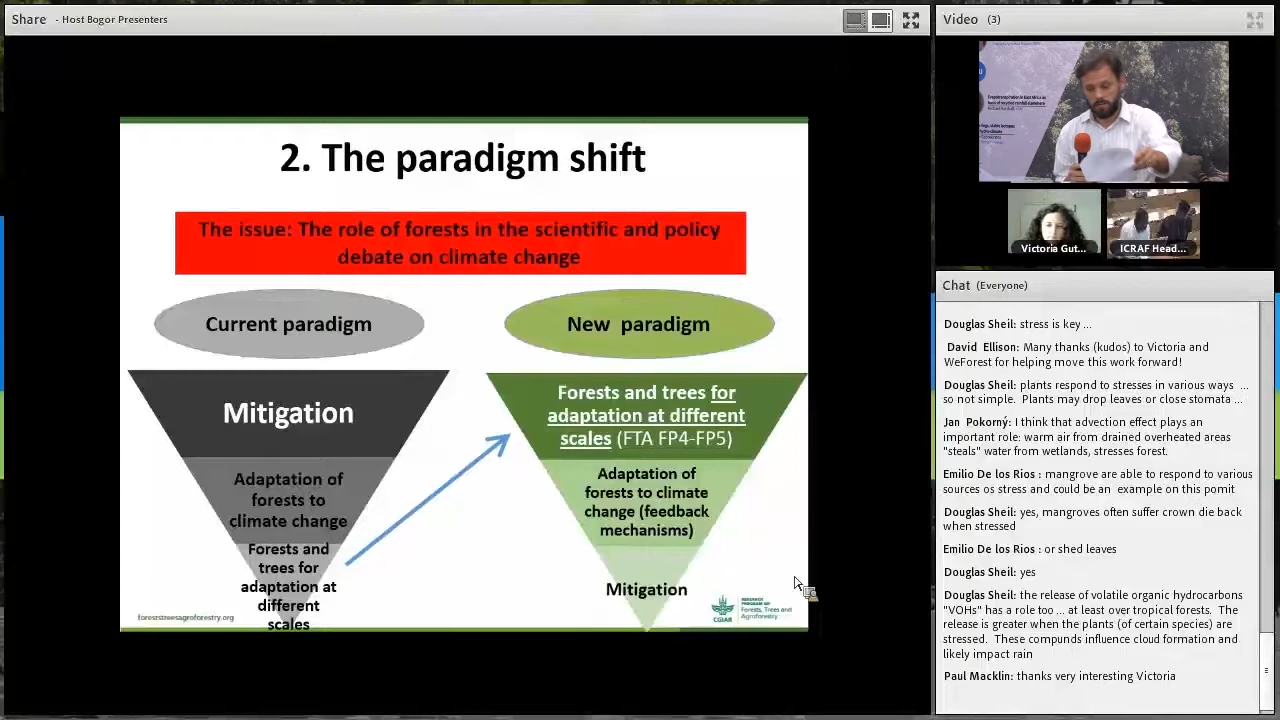 Share - Host Bogor Presenters
2. The paradigm shift
The issue: The role of forests in the scientific and policy
debate on climate change
Current paradigm
New paradigm
Mitigation
Adaptation of
forests to
climate change
Forests and
trees for
adaptation at
different
scales
Forests and trees for
adaptation at different
scales (FTA FP4-FP5)
Adaptation of
forests to climate
change (feedback
mechanisms)
Mitigation
foreststreesagroforestry.org
CGIAR
RESEARCH
PROGRAM ON
Forests, Trees and
Agroforestry
Video (3)
Evapotranspiration in East Africa as
Victoria Gut...
ICRAF Head...
Chat (Everyone)
Douglas Sheil: stress is key ...
David Ellison: Many thanks (kudos) to Victoria and
WeForest for helping move this work forward!
Douglas Sheil: plants respond to stresses in various ways ...
so not simple. Plants may drop leaves or close stomata ...
Jan Pokorný: I think that advection effect plays an
important role: warm air from drained overheated areas
"steals" water from wetlands, stresses forest.
Emilio De los Rios : mangrove are able to respond to various
sources os stress and could be an example on this pomit
Douglas Sheil: yes, mangroves often suffer crown die back
when stressed
Emilio De los Rios : or shed leaves
Douglas Sheil: yes
Douglas Sheil: the release of volatile organic hydrocarbons
"VOHs" has a role too ... at least over tropical forests. The
release is greater when the plants (of certain species) are
stressed. These compunds influence cloud formation and
likely impact rain
Paul Macklin: thanks very interesting Victoria